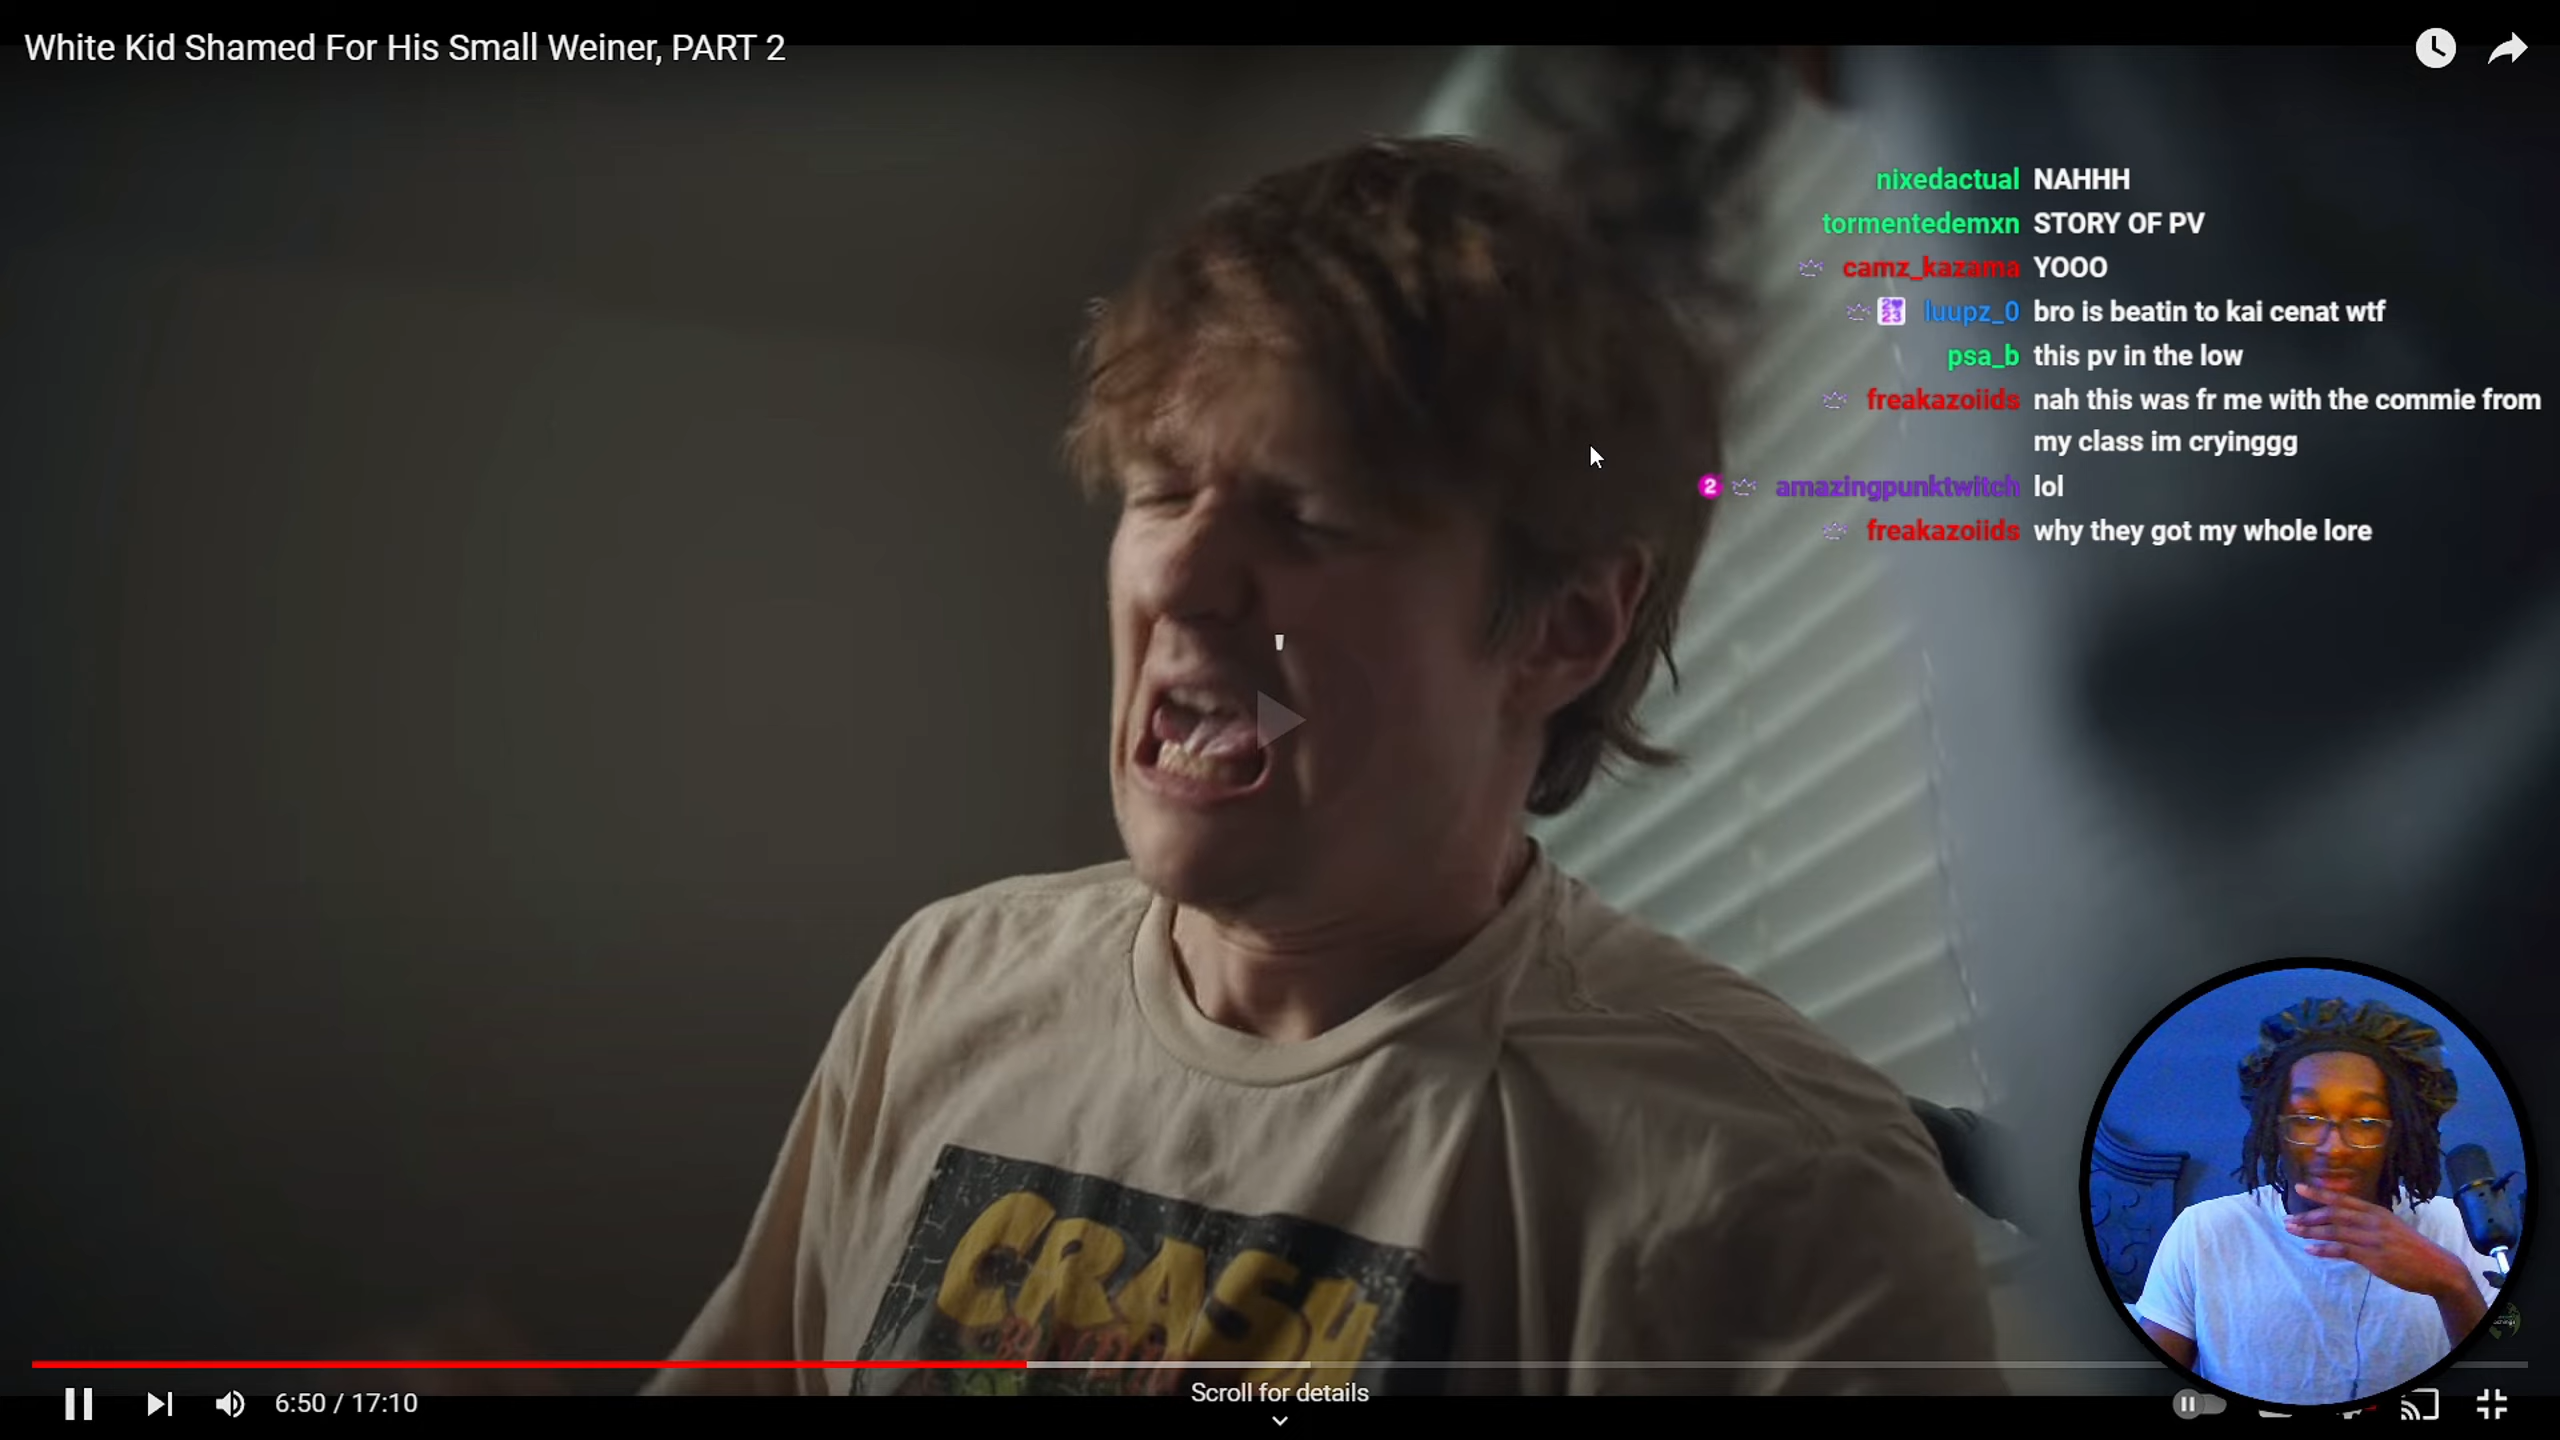 White Kid Shamed For His Small Weiner, PART 2
nixedactual NAHHH
tormentedemxn STORY OF PV
camz_kazama YOOO
luupz_0 bro is beatin to kai cenat wtf
psa_b this pv in the low
freakazoiids nah this was fr me with the commie from
my class im cryinggg
2 amazingpunktwitch lol
freakazoiids why they got my whole lore
CRASH
6:50 / 17:10
Scroll for details